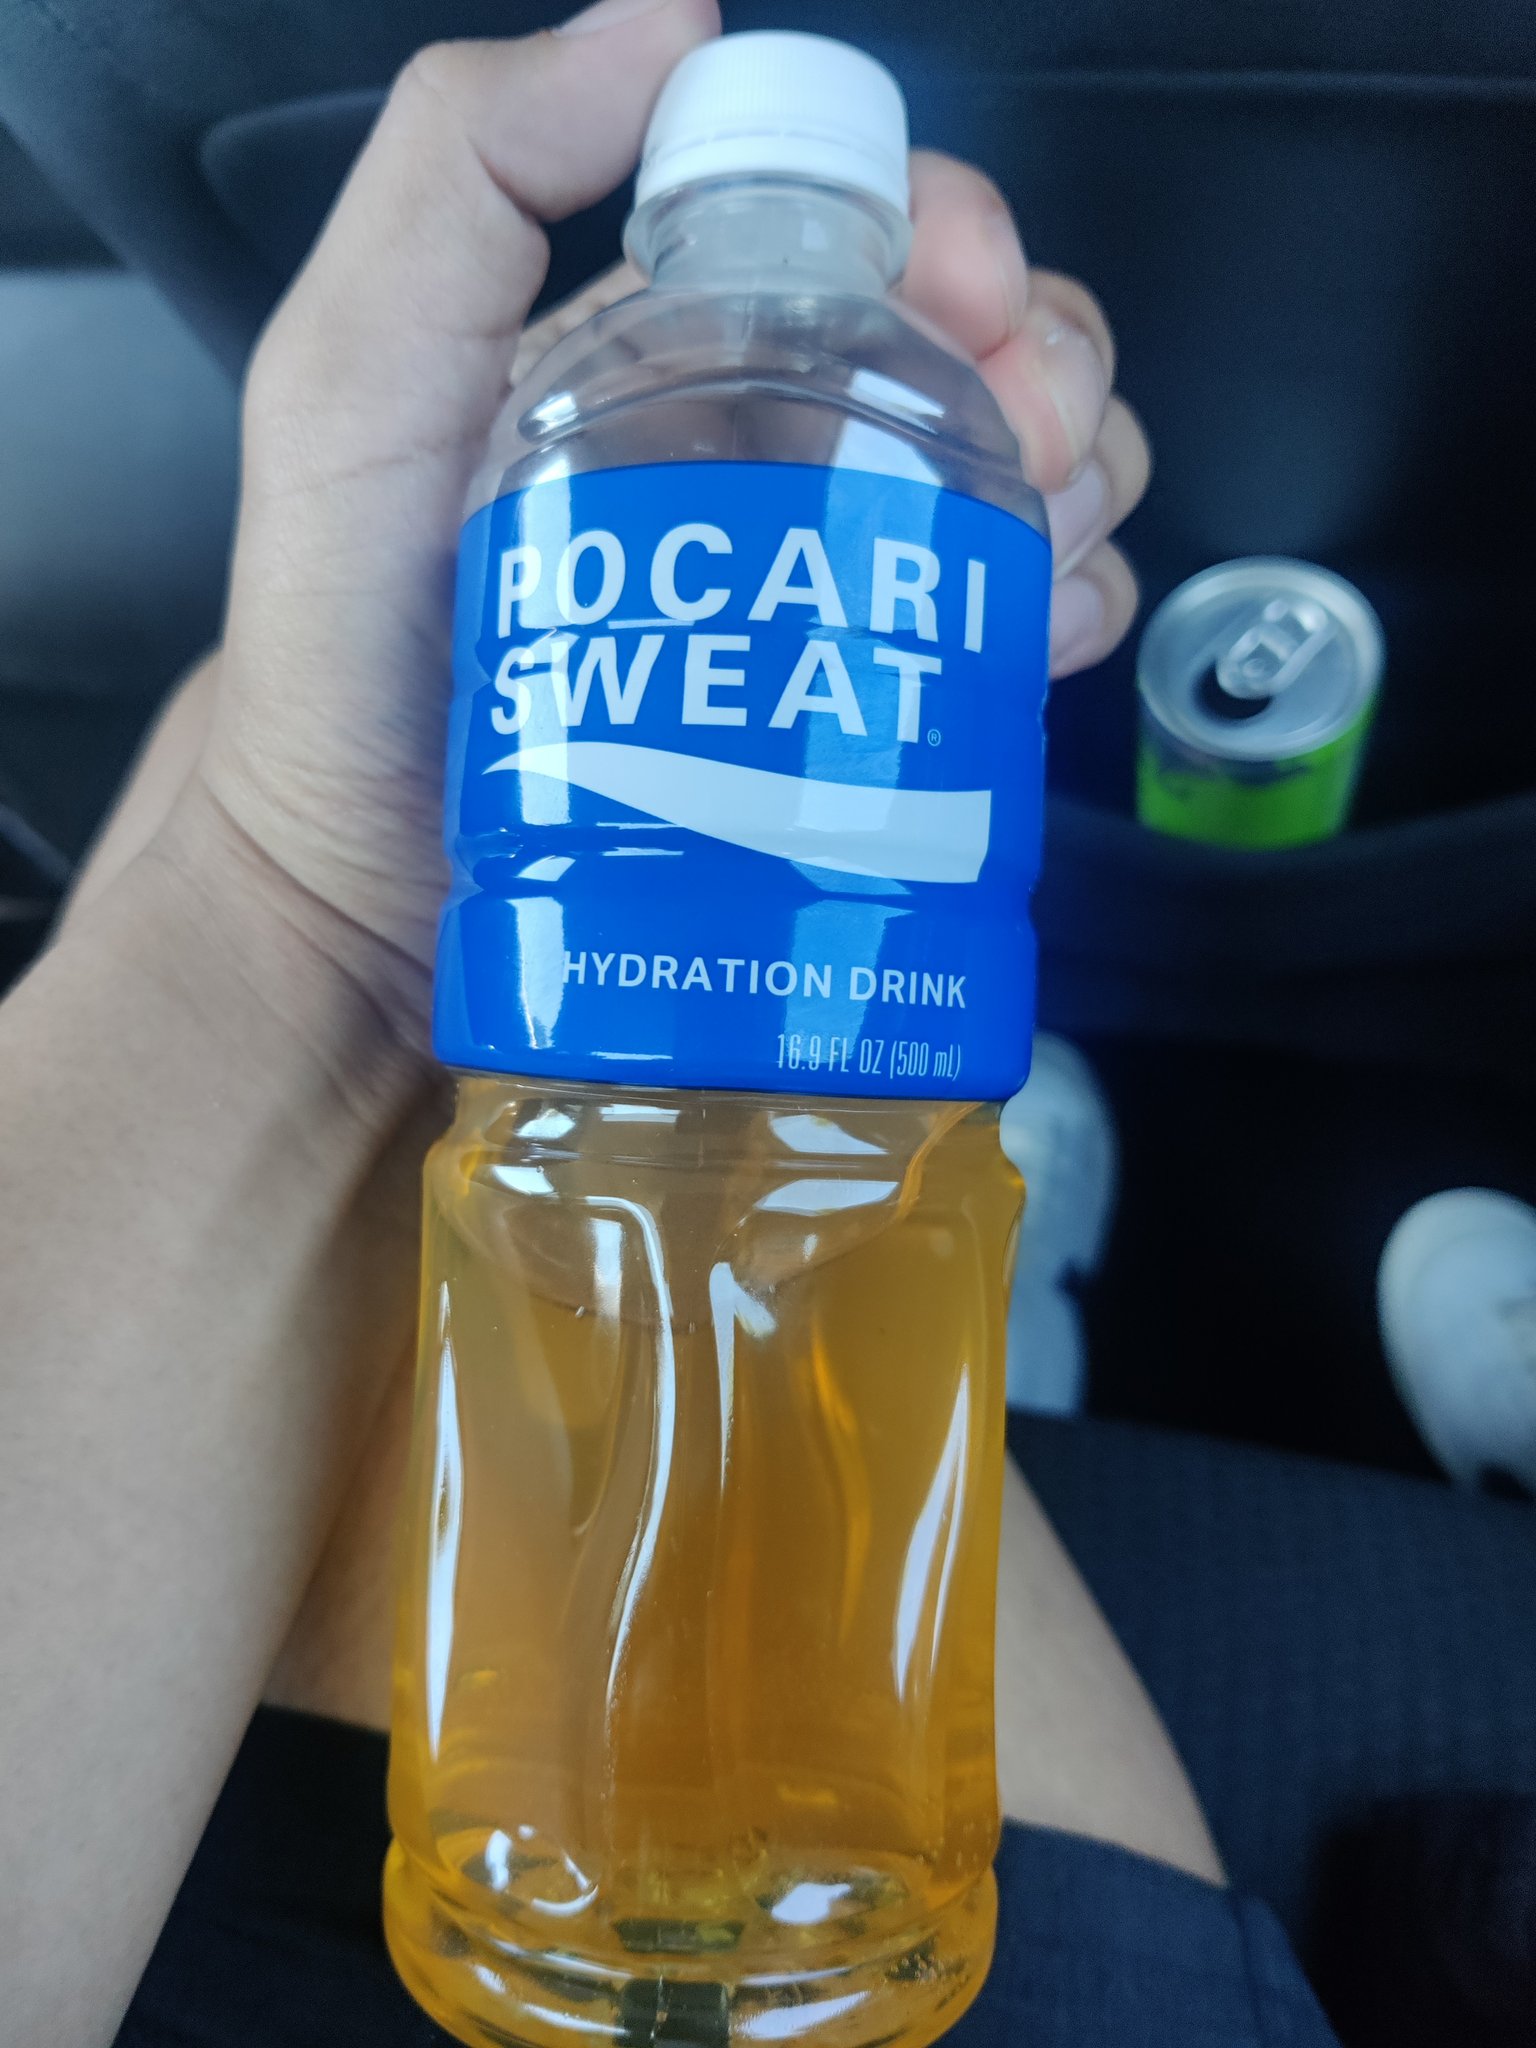 POCARI
SWEAT®
HYDRATION DRINK
16.9 FL OZ (500 mL)